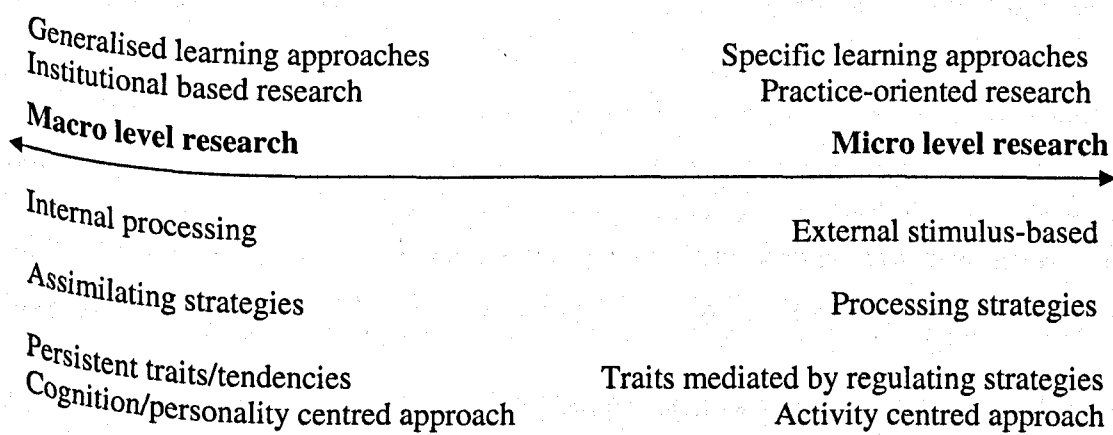 Generalised learning approaches
Institutional based research
Macro level research
Internal processing
Assimilating strategies
Persistent traits/tendencies
Cognition/personality centred approach
Specific learning approaches
Practice-oriented research
Micro level research
External stimulus-based
Processing strategies
Traits mediated by regulating strategies
Activity centred approach